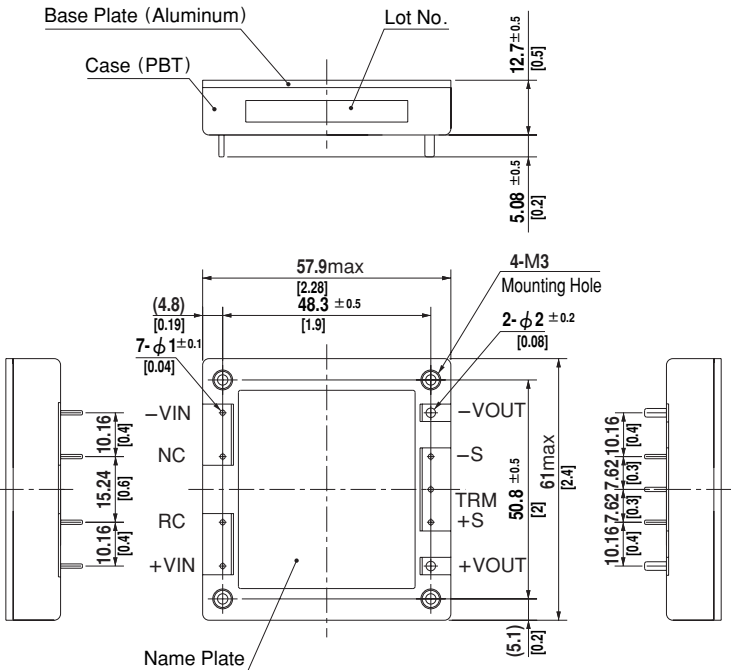 Base Plate (Aluminum)
Lot No.
Case (PBT)
12.7±0.5
[0.5]
5.08 ±0.5
[0.2]
57.9max
[2.28]
4-M3
Mounting Hole
(4.8)
[0.19]
48.3 ±0.5
[1.9]
2-ϕ2 ±0.2
[0.08]
7-ϕ1±0.1
[0.04]
−VIN
−VOUT
NC
−S
TRM
RC
+S
+VIN
+VOUT
10.16
[0.4]
15.24
[0.6]
10.16
[0.4]
50.8 ±0.5
[2]
61max
[2.4]
10.16
[0.4]
7.62
[0.3]
7.62
[0.3]
10.16
[0.4]
(5.1)
[0.2]
Name Plate